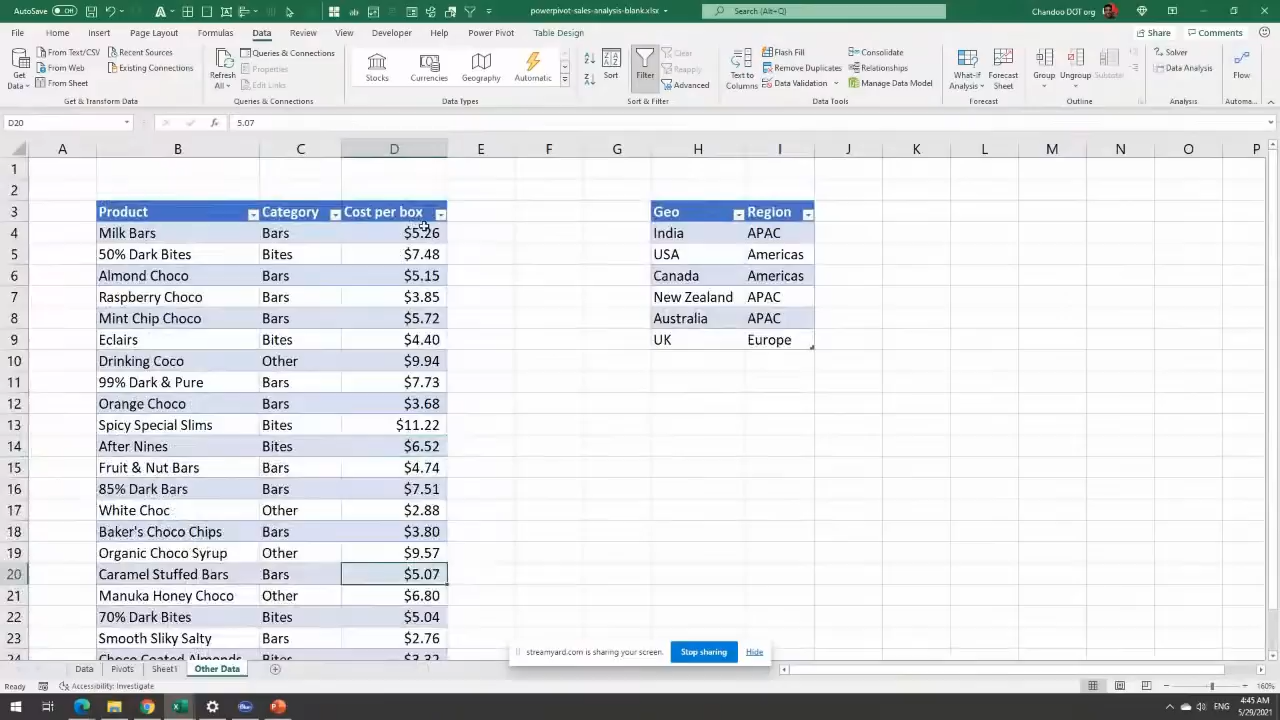 AutoSave Off powerpivot-sales-analysis-blank.xlsx Search (Alt+Q) Chandoo DOT org
File Home Insert Page Layout Formulas Data Review View Developer Help Power Pivot Table Design Share Comments
Get Data From Text/CSV From Web From Sheet Recent Sources Existing Connections
Refresh All Queries & Connections Properties Edit Links
Stocks Currencies Geography Automatic
Sort Filter Clear Reapply Advanced
Text to Columns Flash Fill Remove Duplicates Data Validation Consolidate Relationships Manage Data Model
What-If Analysis Forecast Sheet
Group Ungroup Subtotal
Solver Data Analysis
Flow
Get & Transform Data Queries & Connections Data Types Sort & Filter Data Tools Forecast Outline Analysis Automa...
D20 fx 5.07
A B C D E F G H I J K L M N O P
1
2
3 Product Category Cost per box Geo Region
4 Milk Bars Bars $5.26 India APAC
5 50% Dark Bites Bites $7.48 USA Americas
6 Almond Choco Bars $5.15 Canada Americas
7 Raspberry Choco Bars $3.85 New Zealand APAC
8 Mint Chip Choco Bars $5.72 Australia APAC
9 Eclairs Bites $4.40 UK Europe
10 Drinking Coco Other $9.94
11 99% Dark & Pure Bars $7.73
12 Orange Choco Bars $3.68
13 Spicy Special Slims Bites $11.22
14 After Nines Bites $6.52
15 Fruit & Nut Bars Bars $4.74
16 85% Dark Bars Bars $7.51
17 White Choc Other $2.88
18 Baker's Choco Chips Bars $3.80
19 Organic Choco Syrup Other $9.57
20 Caramel Stuffed Bars Bars $5.07
21 Manuka Honey Choco Other $6.80
22 70% Dark Bites Bites $5.04
23 Smooth Sliky Salty Bars $2.76
24 Choco Coated Almonds $3.32
streamyard.com is sharing your screen. Stop sharing Hide
Data Pivots Sheet1 Other Data
Ready Accessibility: Investigate 160%
ENG 4:45 AM
5/29/2021